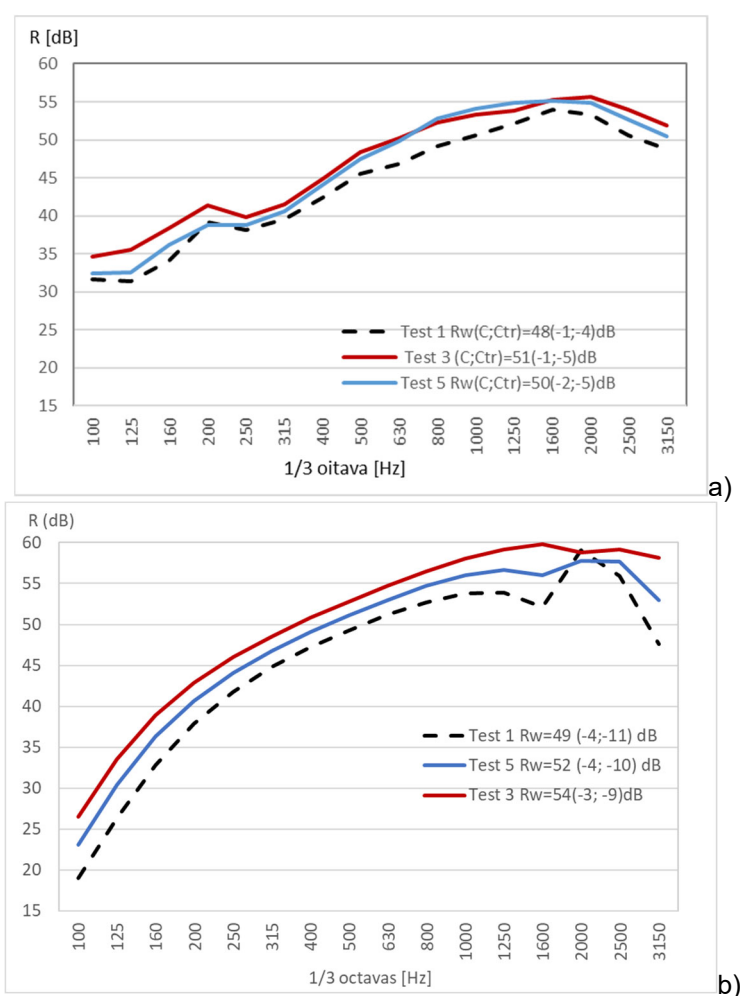 R [dB]
60
55
50
45
40
35
30
25
20
15
Test 1 Rw(C;Ctr)=48(-1;-4)dB
Test 3 (C;Ctr)=51(-1;-5)dB
Test 5 Rw(C;Ctr)=50(-2;-5)dB
100 125 160 200 250 315 400 500 630 800 1000 1250 1600 2000 2500 3150
1/3 oitava [Hz]
a)
R (dB)
60
55
50
45
40
35
30
25
20
15
Test 1 Rw=49 (-4;-11) dB
Test 5 Rw=52 (-4; -10) dB
Test 3 Rw=54(-3; -9)dB
100 125 160 200 250 315 400 500 630 800 1000 1250 1600 2000 2500 3150
1/3 octavas [Hz]
b)